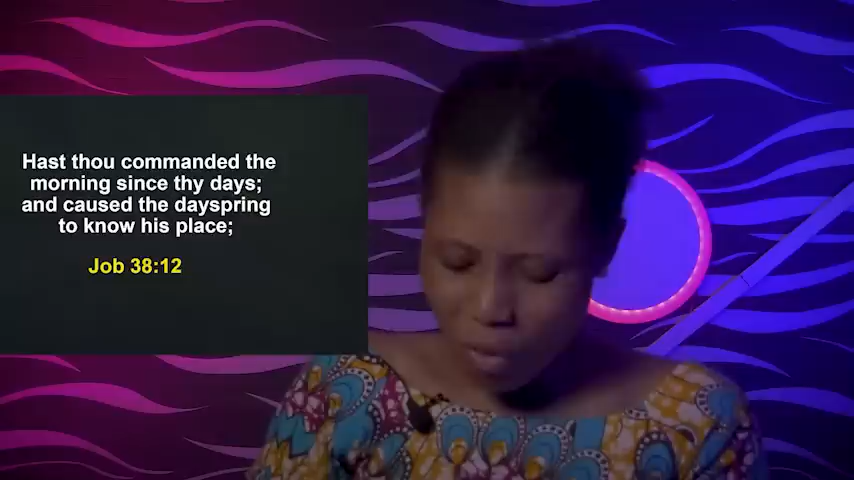 Hast thou commanded the
morning since thy days;
and caused the dayspring
to know his place;
Job 38:12